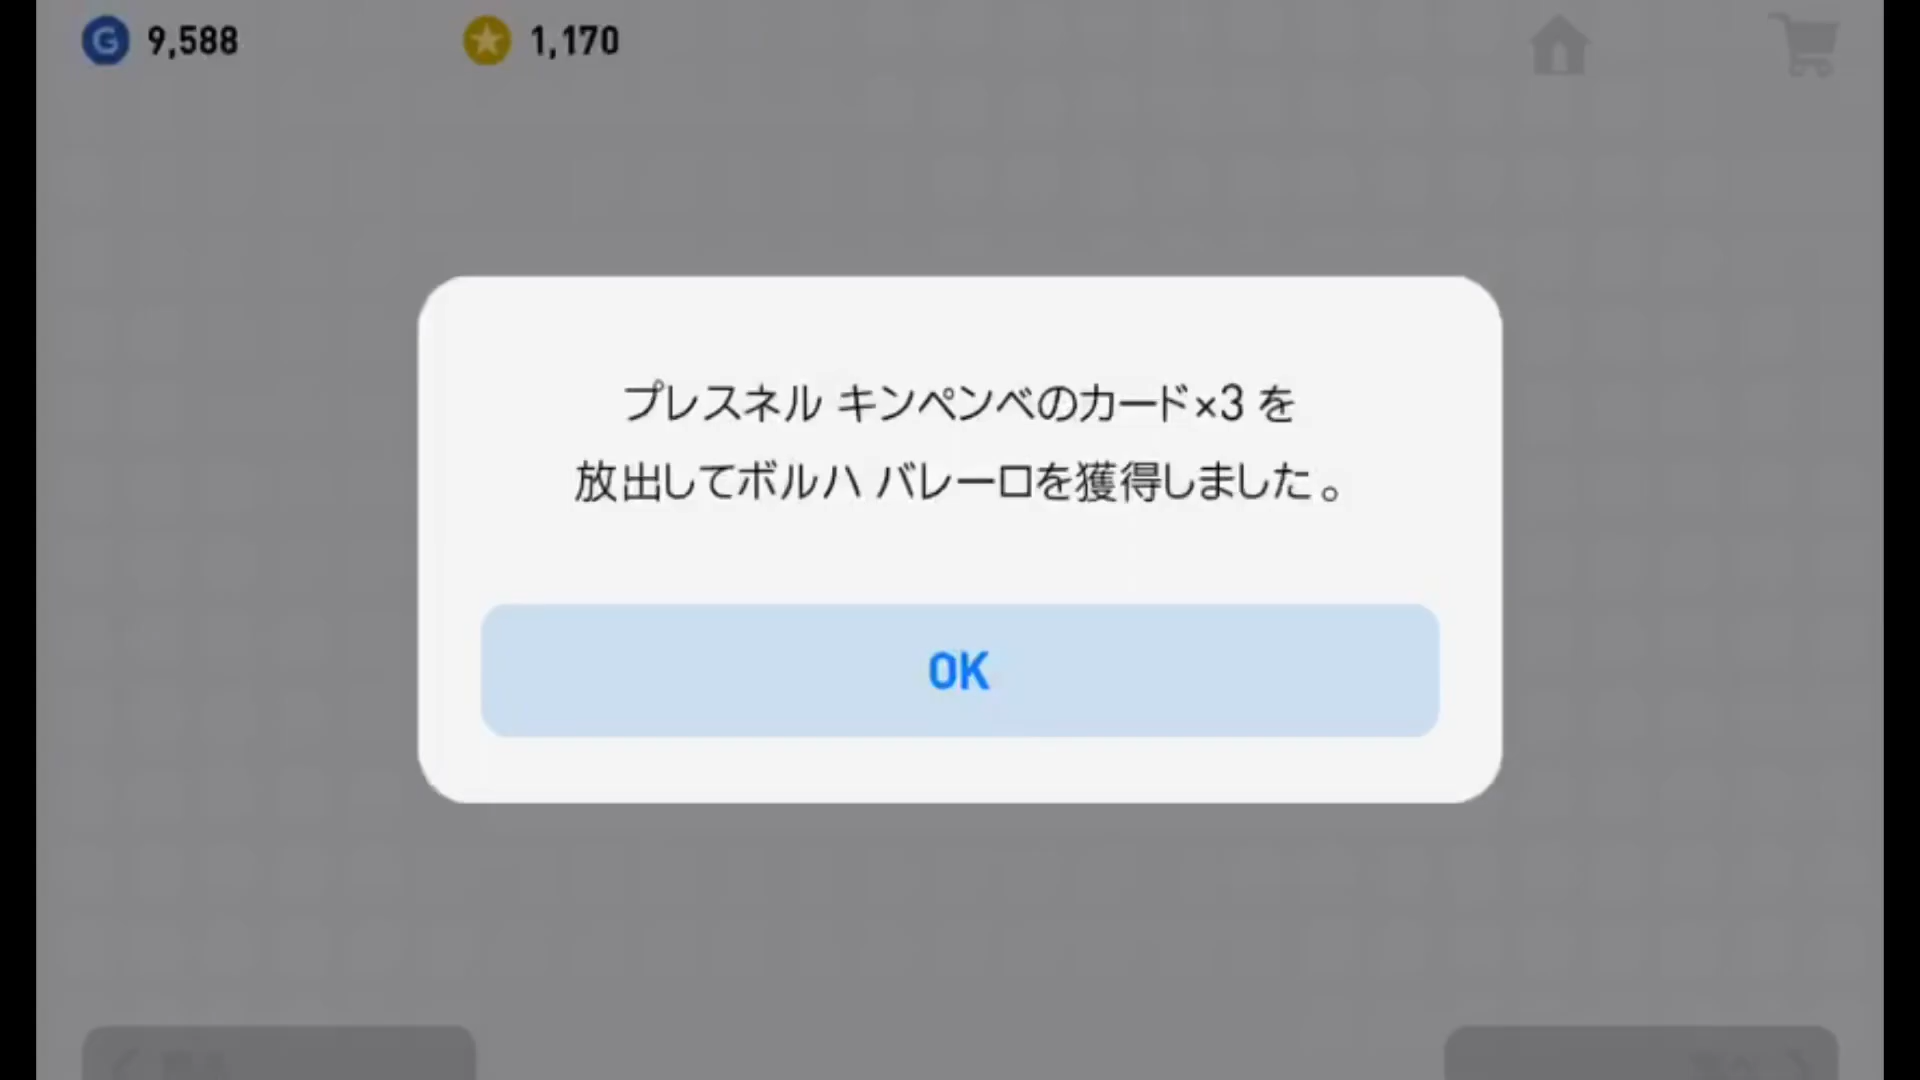 G 9,588
1,170
プレスネル キンペンベのカード×3 を
放出してボルハ バレーロを獲得しました。
OK